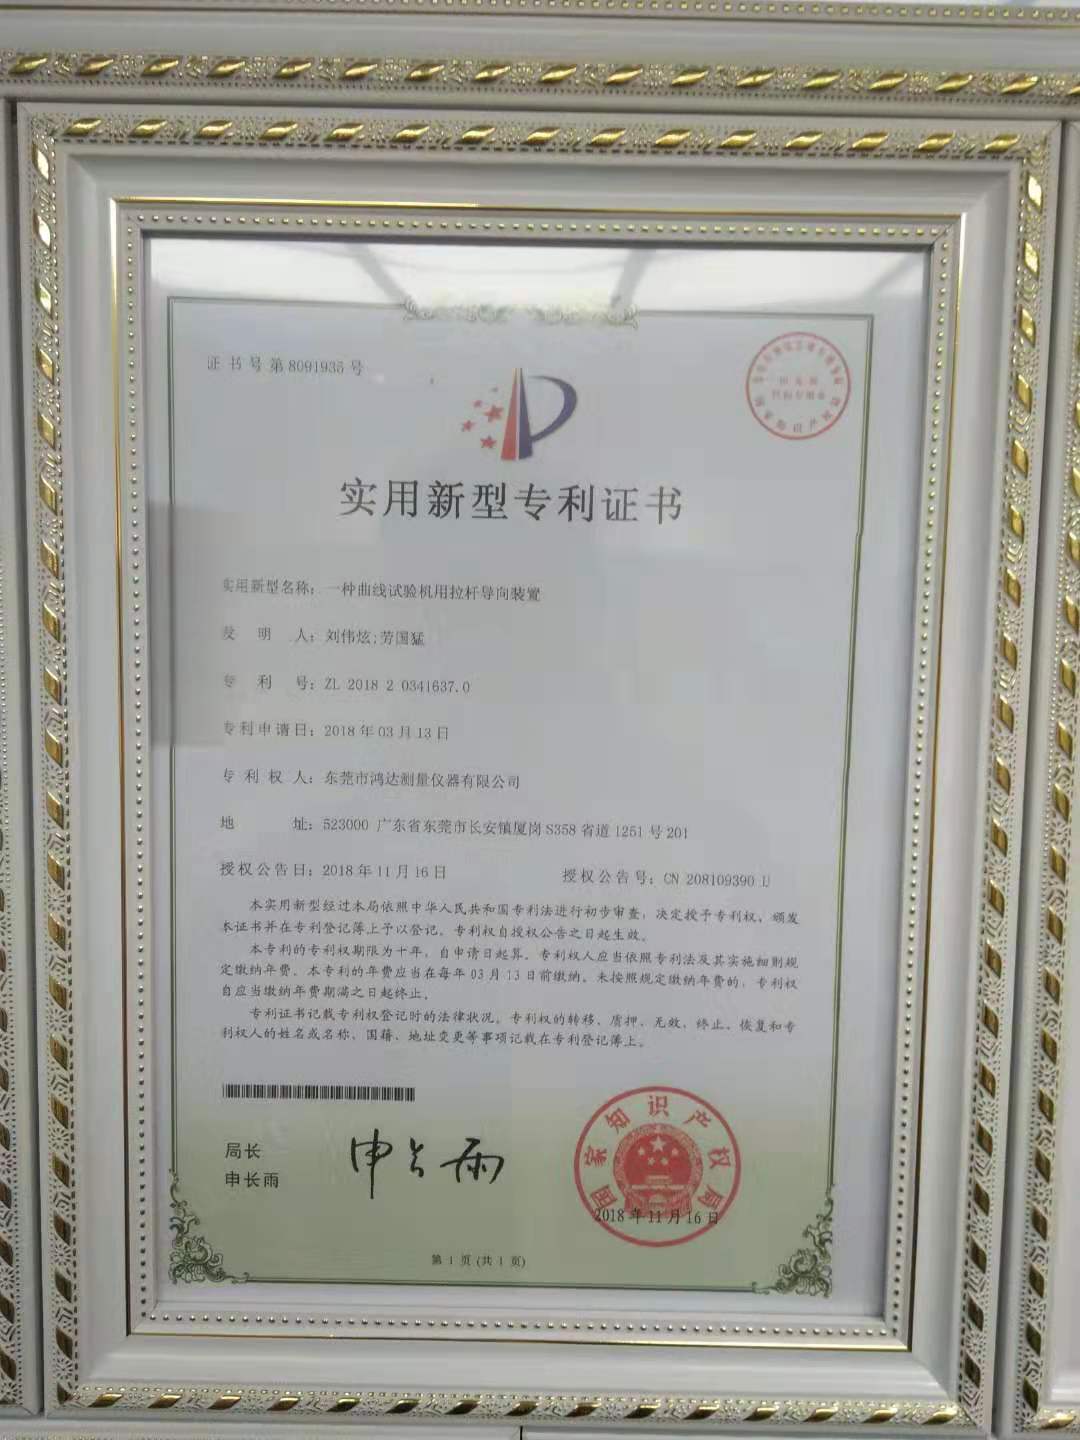 证书号第8091935号
实用新型专利证书
实用新型名称：一种曲线试验机用拉杆导向装置
发明人：刘伟炫;劳国猛
专利号：ZL 2018 2 0341637.0
专利申请日：2018年03月13日
专利权人：东莞市鸿达测量仪器有限公司
地址：523000 广东省东莞市长安镇厦岗S358省道1251号201
授权公告日：2018年11月16日 授权公告号：CN 208109390 U
本实用新型经过本局依照中华人民共和国专利法进行初步审查，决定授予专利权，颁发
本证书并在专利登记簿上予以登记。专利权自授权公告之日起生效。
本专利的专利权期限为十年，自申请日起算。专利权人应当依照专利法及其实施细则规
定缴纳年费。本专利的年费应当在每年03月13日前缴纳。未按照规定缴纳年费的，专利权
自应当缴纳年费期满之日起终止。
专利证书记载专利权登记时的法律状况。专利权的转移、质押、无效、终止、恢复和专
利权人的姓名或名称、国籍、地址变更等事项记载在专利登记簿上。
局长
申长雨
申长雨
国家知识产权局
2018年11月16日
第1页(共1页)